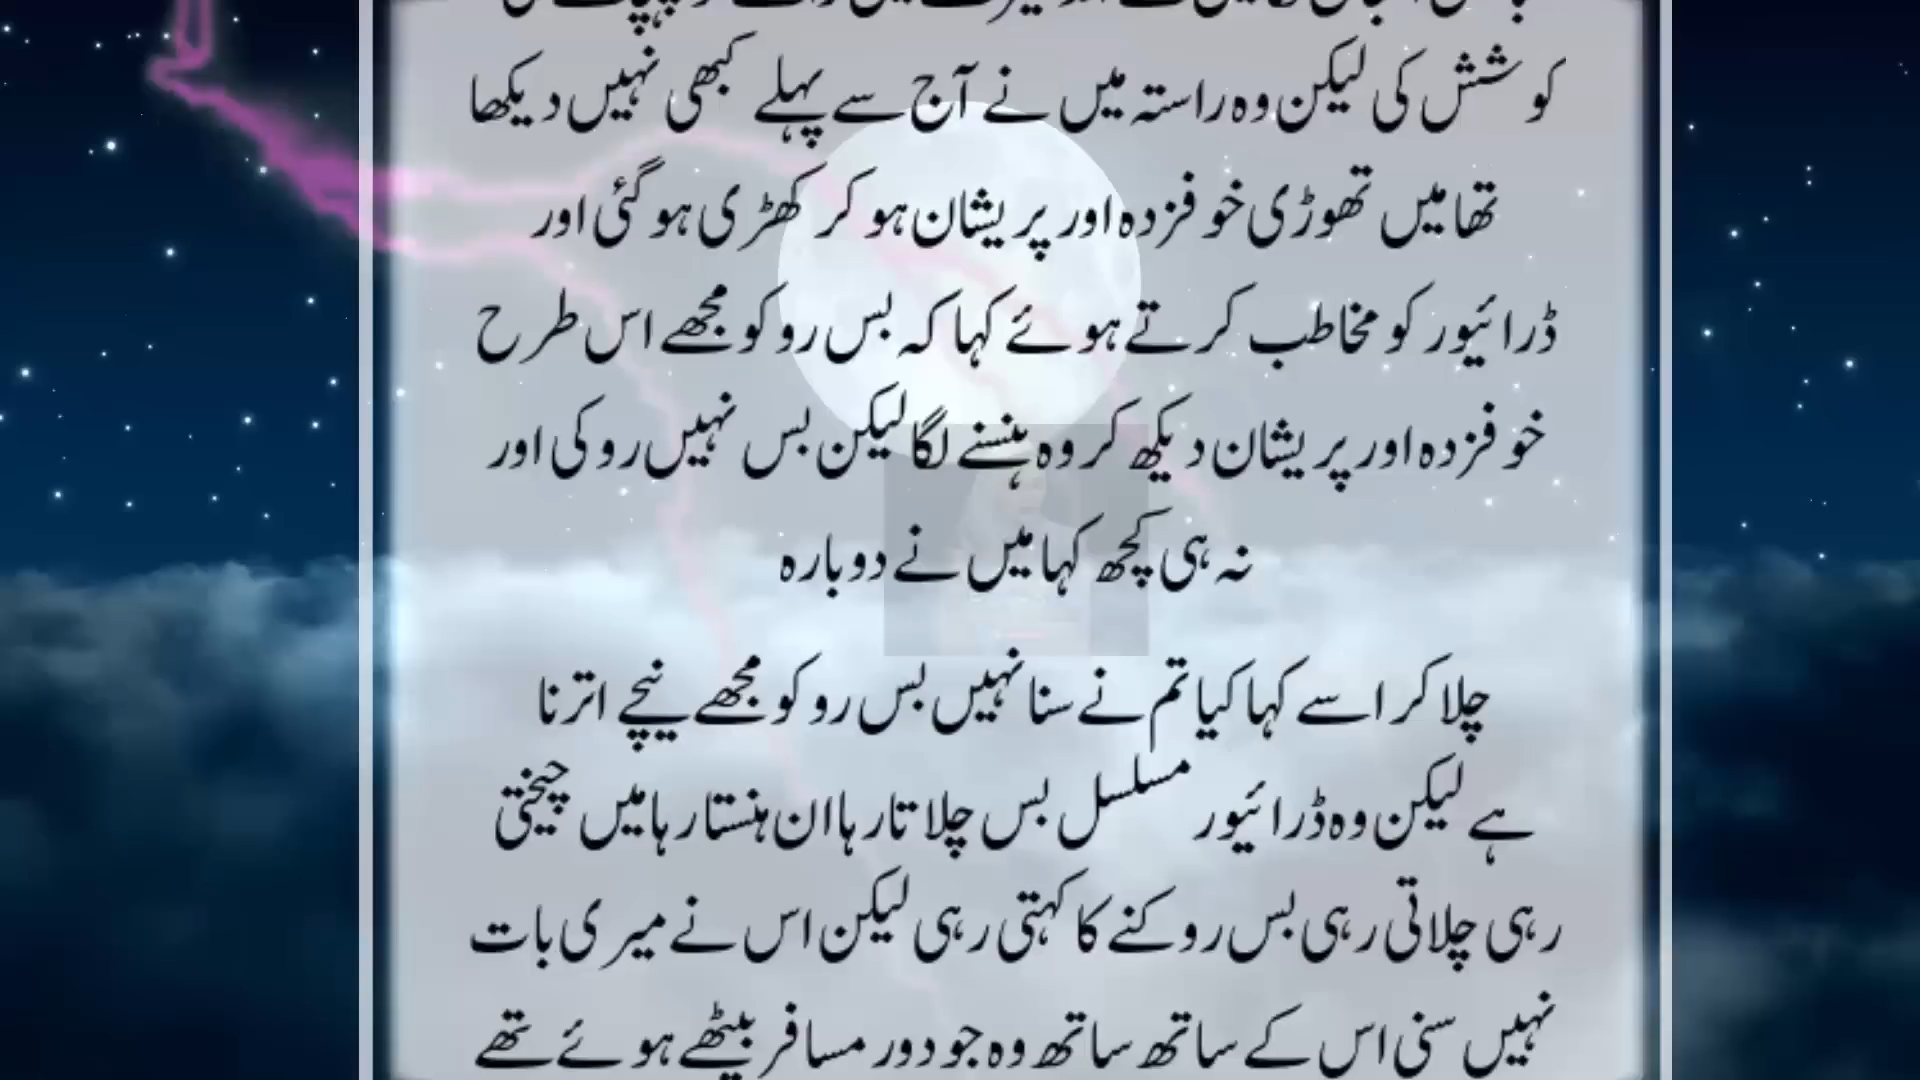 کوشش کی لیکن وہ راستہ میں نے آج سے پہلے کبھی نہیں دیکھا
تھا میں تھوڑی خوفزدہ اور پریشان ہو کر کھڑی ہو گئی اور
ڈرائیور کو مخاطب کرتے ہوئے کہا کہ بس روکو مجھے اس طرح
خوفزدہ اور پریشان دیکھ کر وہ ہنسنے لگا لیکن بس نہیں روکی اور
نہ ہی کچھ کہا میں نے دوبارہ
چلا کر اسے کہا کیا تم نے سنا نہیں بس روکو مجھے نیچے اترنا
ہے لیکن وہ ڈرائیور مسلسل بس چلاتا رہا ان ہنستا رہا میں چیختی
رہی چلاتی رہی بس روکنے کا کہتی رہی لیکن اس نے میری بات
نہیں سنی اس کے ساتھ ساتھ وہ جو دور مسافر بیٹھے ہوئے تھے